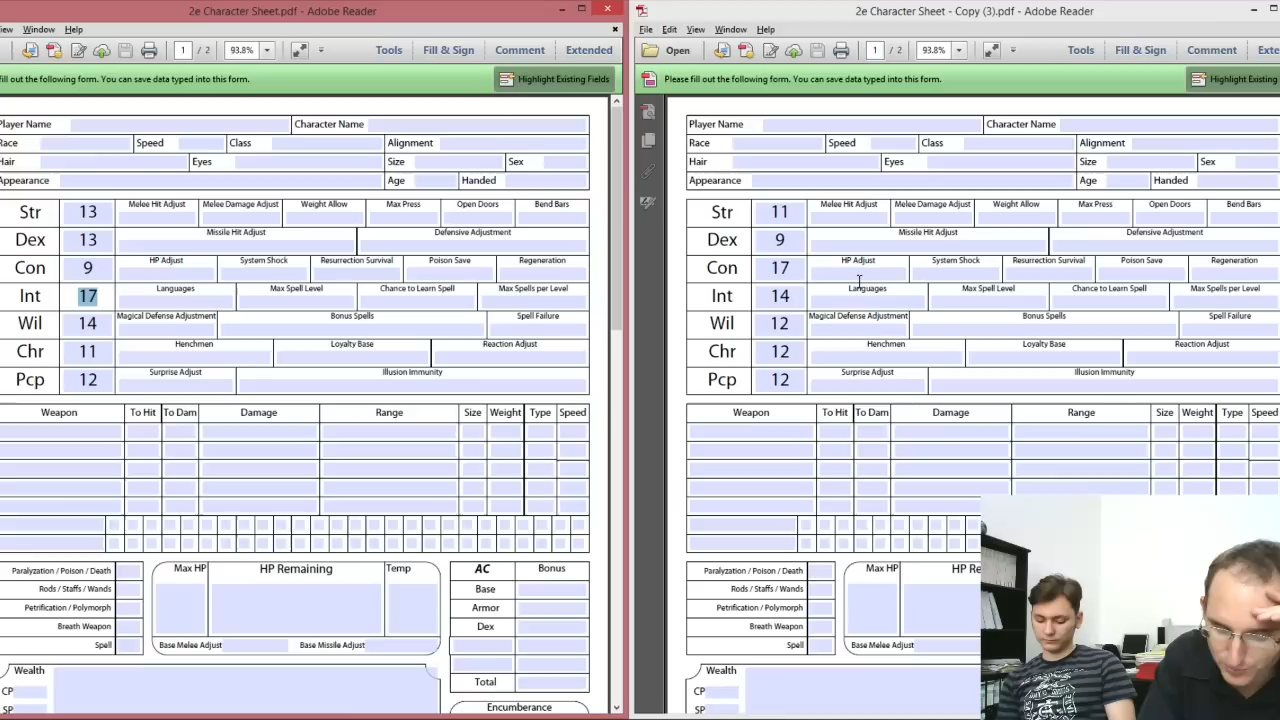 2e Character Sheet.pdf - Adobe Reader
View Window Help
1 / 2 93.8% Tools Fill & Sign Comment Extended
fill out the following form. You can save data typed into this form. Highlight Existing Fields
Player Name Character Name
Race Speed Class Alignment
Hair Eyes Size Sex
Appearance Age Handed
Str 13 Melee Hit Adjust Melee Damage Adjust Weight Allow Max Press Open Doors Bend Bars
Dex 13 Missile Hit Adjust Defensive Adjustment
Con 9 HP Adjust System Shock Resurrection Survival Poison Save Regeneration
Int 17 Languages Max Spell Level Chance to Learn Spell Max Spells per Level
Wil 14 Magical Defense Adjustment Bonus Spells Spell Failure
Chr 11 Henchmen Loyalty Base Reaction Adjust
Pcp 12 Surprise Adjust Illusion Immunity
Weapon To Hit To Dam Damage Range Size Weight Type Speed
Paralyzation / Poison / Death Max HP HP Remaining Temp AC Bonus
Rods / Staffs / Wands Base
Petrification / Polymorph Armor
Breath Weapon Dex
Spell Base Melee Adjust Base Missile Adjust
Wealth
Total
CP
SP Encumberance
2e Character Sheet - Copy (3).pdf - Adobe Reader
File Edit View Window Help
Open 1 / 2 93.8% Tools Fill & Sign Comment Exte
Please fill out the following form. You can save data typed into this form. Highlight Existing
Player Name Character Name
Race Speed Class Alignment
Hair Eyes Size Sex
Appearance Age Handed
Str 11 Melee Hit Adjust Melee Damage Adjust Weight Allow Max Press Open Doors Bend Bars
Dex 9 Missile Hit Adjust Defensive Adjustment
Con 17 HP Adjust System Shock Resurrection Survival Poison Save Regeneration
Int 14 Languages Max Spell Level Chance to Learn Spell Max Spells per Level
Wil 12 Magical Defense Adjustment Bonus Spells Spell Failure
Chr 12 Henchmen Loyalty Base Reaction Adjust
Pcp 12 Surprise Adjust Illusion Immunity
Weapon To Hit To Dam Damage Range Size Weight Type Speed
Paralyzation / Poison / Death Max HP HP Re
Rods / Staffs / Wands
Petrification / Polymorph
Breath Weapon
Spell Base Melee Adjust
Wealth
CP
SP